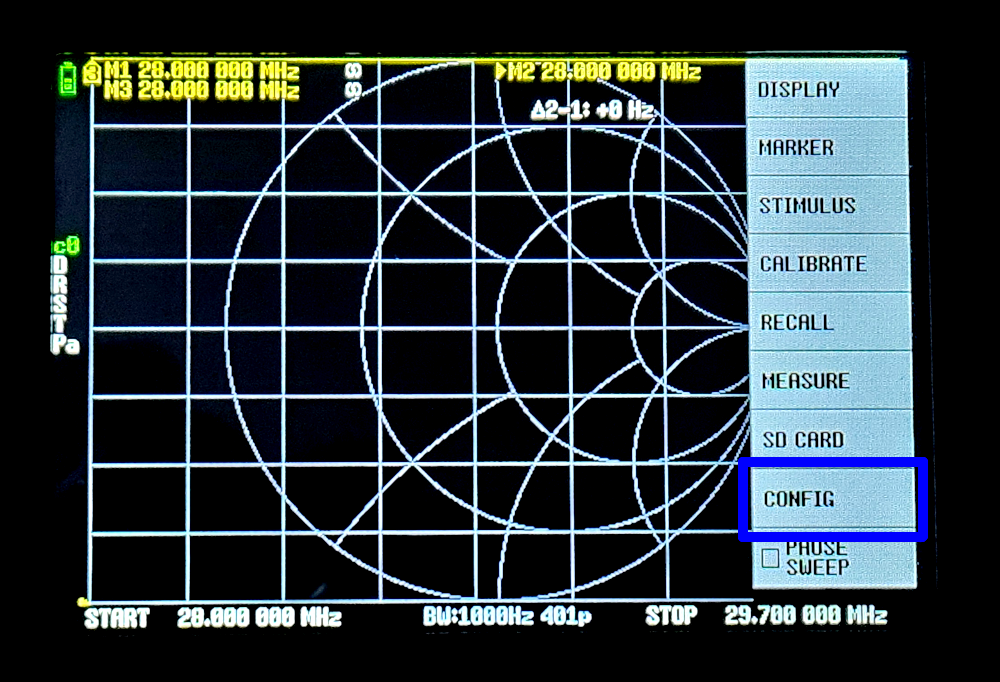 M1 28.000 000 MHz
M3 28.000 000 MHz
M2 28.000 000 MHz
Δ2-1: +0 Hz
c0
D
R
S
T
Pa
DISPLAY
MARKER
STIMULUS
CALIBRATE
RECALL
MEASURE
SD CARD
CONFIG
PAUSE
SWEEP
START 28.000 000 MHz
BW:1000Hz 401p
STOP 29.700 000 MHz